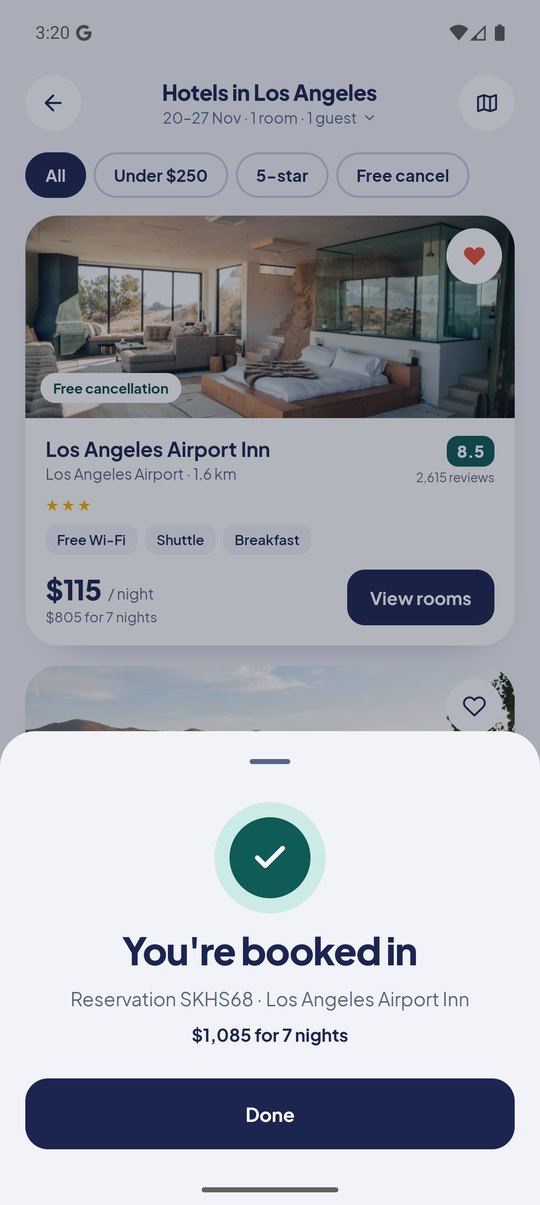 3:20 G
Hotels in Los Angeles
20–27 Nov · 1 room · 1 guest
All
Under $250
5-star
Free cancel
Free cancellation
Los Angeles Airport Inn
8.5
Los Angeles Airport · 1.6 km
2,615 reviews
Free Wi-Fi
Shuttle
Breakfast
$115 / night
$805 for 7 nights
View rooms
You're booked in
Reservation SKHS68 · Los Angeles Airport Inn
$1,085 for 7 nights
Done